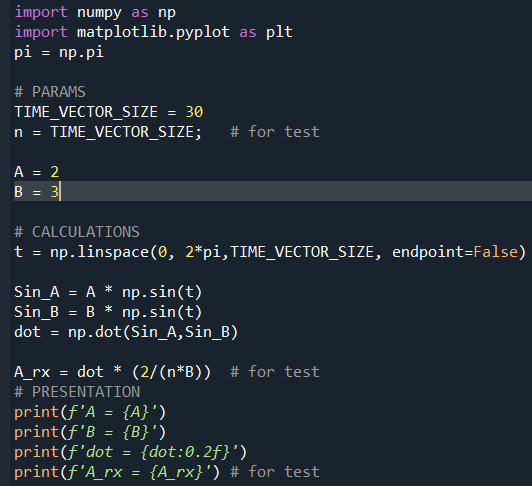 import numpy as np
import matplotlib.pyplot as plt
pi = np.pi
# PARAMS
TIME_VECTOR_SIZE = 30
n = TIME_VECTOR_SIZE;   # for test
A = 2
B = 3
# CALCULATIONS
t = np.linspace(0, 2*pi,TIME_VECTOR_SIZE, endpoint=False)
Sin_A = A * np.sin(t)
Sin_B = B * np.sin(t)
dot = np.dot(Sin_A,Sin_B)
A_rx = dot * (2/(n*B))  # for test
# PRESENTATION
print(f'A = {A}')
print(f'B = {B}')
print(f'dot = {dot:0.2f}')
print(f'A_rx = {A_rx}') # for test